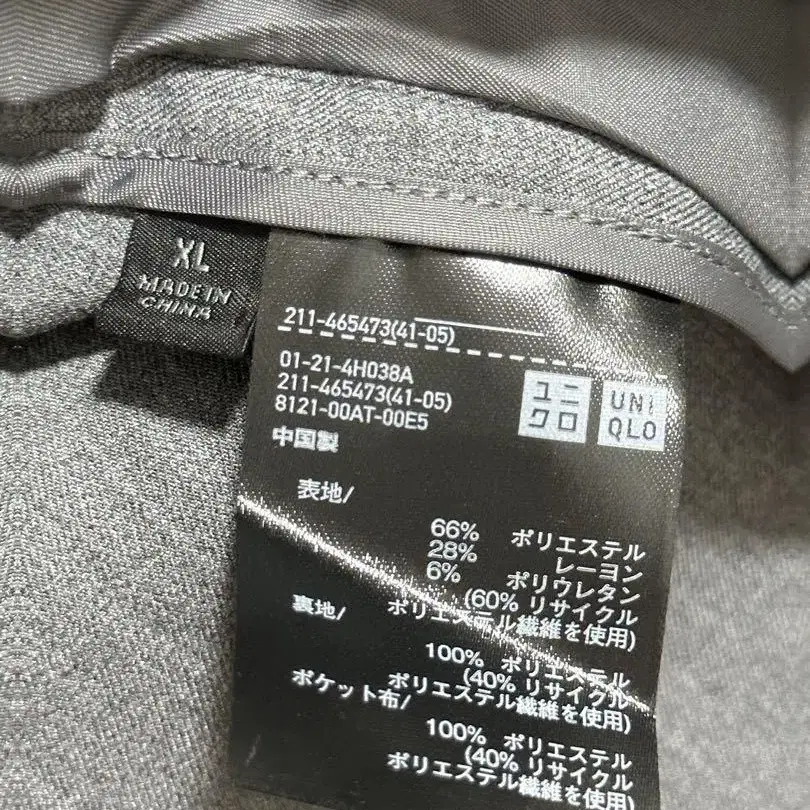 XL
MADE IN
CHINA
211-465473(41-05)
01-21-4H038A
211-465473(41-05)
8121-00AT-00E5
中国製
ユニ
クロ
UNI
QLO
表地/
66% ポリエステル
28% レーヨン
6% ポリウレタン
(60% リサイクル
ポリエステル繊維を使用)
裏地/
100% ポリエステル
(40% リサイクル
ポリエステル繊維を使用)
ポケット布/
100% ポリエステル
(40% リサイクル
ポリエステル繊維を使用)